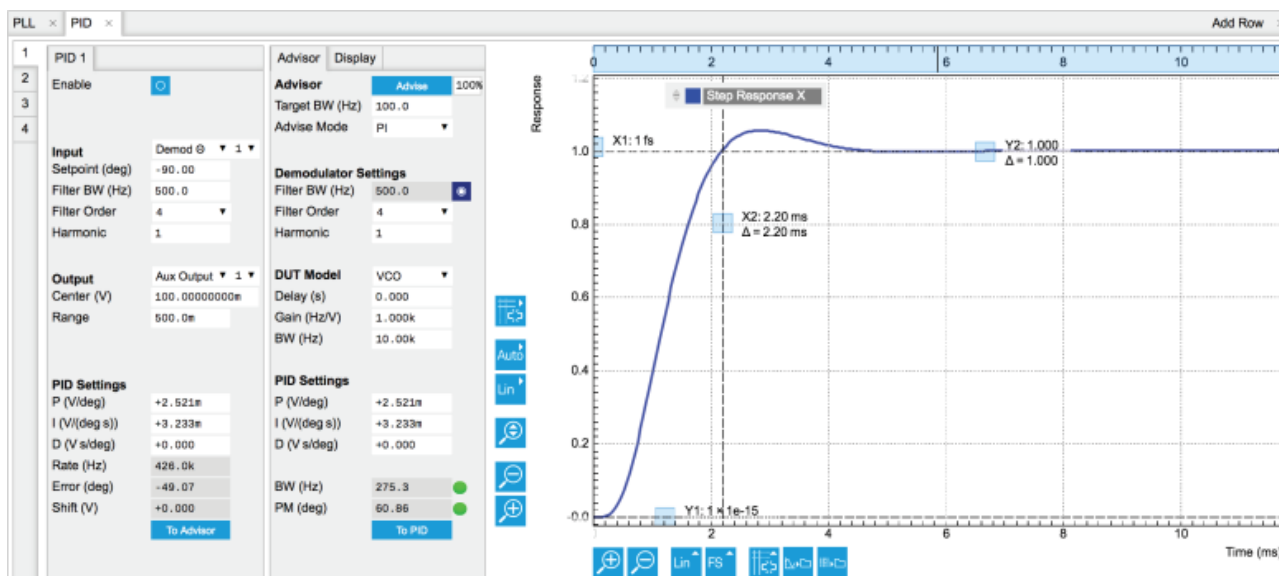 PLL × PID ×
Add Row
1
2
3
4
PID 1
Enable
Input Demod Θ ▼ 1 ▼
Setpoint (deg) -90.00
Filter BW (Hz) 500.0
Filter Order 4 ▼
Harmonic 1
Output Aux Output ▼ 1 ▼
Center (V) 100.00000000m
Range 500.0m
PID Settings
P (V/deg) +2.521m
I (V/(deg s)) +3.233m
D (V s/deg) +0.000
Rate (Hz) 426.0k
Error (deg) -49.07
Shift (V) +0.000
To Advisor
Advisor Display
Advisor Advise 100%
Target BW (Hz) 100.0
Advise Mode PI ▼
Demodulator Settings
Filter BW (Hz) 500.0
Filter Order 4 ▼
Harmonic 1
DUT Model VCO ▼
Delay (s) 0.000
Gain (Hz/V) 1.000k
BW (Hz) 10.00k
PID Settings
P (V/deg) +2.521m
I (V/(deg s)) +3.233m
D (V s/deg) +0.000
BW (Hz) 275.3
PM (deg) 60.86
To PID
Auto
Lin
0 2 4 6 8 10
Response
1.2
1.0
0.8
0.6
0.4
0.2
-0.0
Step Response X
X1: 1 fs
Y2: 1.000
Δ = 1.000
X2: 2.20 ms
Δ = 2.20 ms
Y1: 1 × 1e-15
0 2 4 6 8 10
Time (ms)
Lin FS